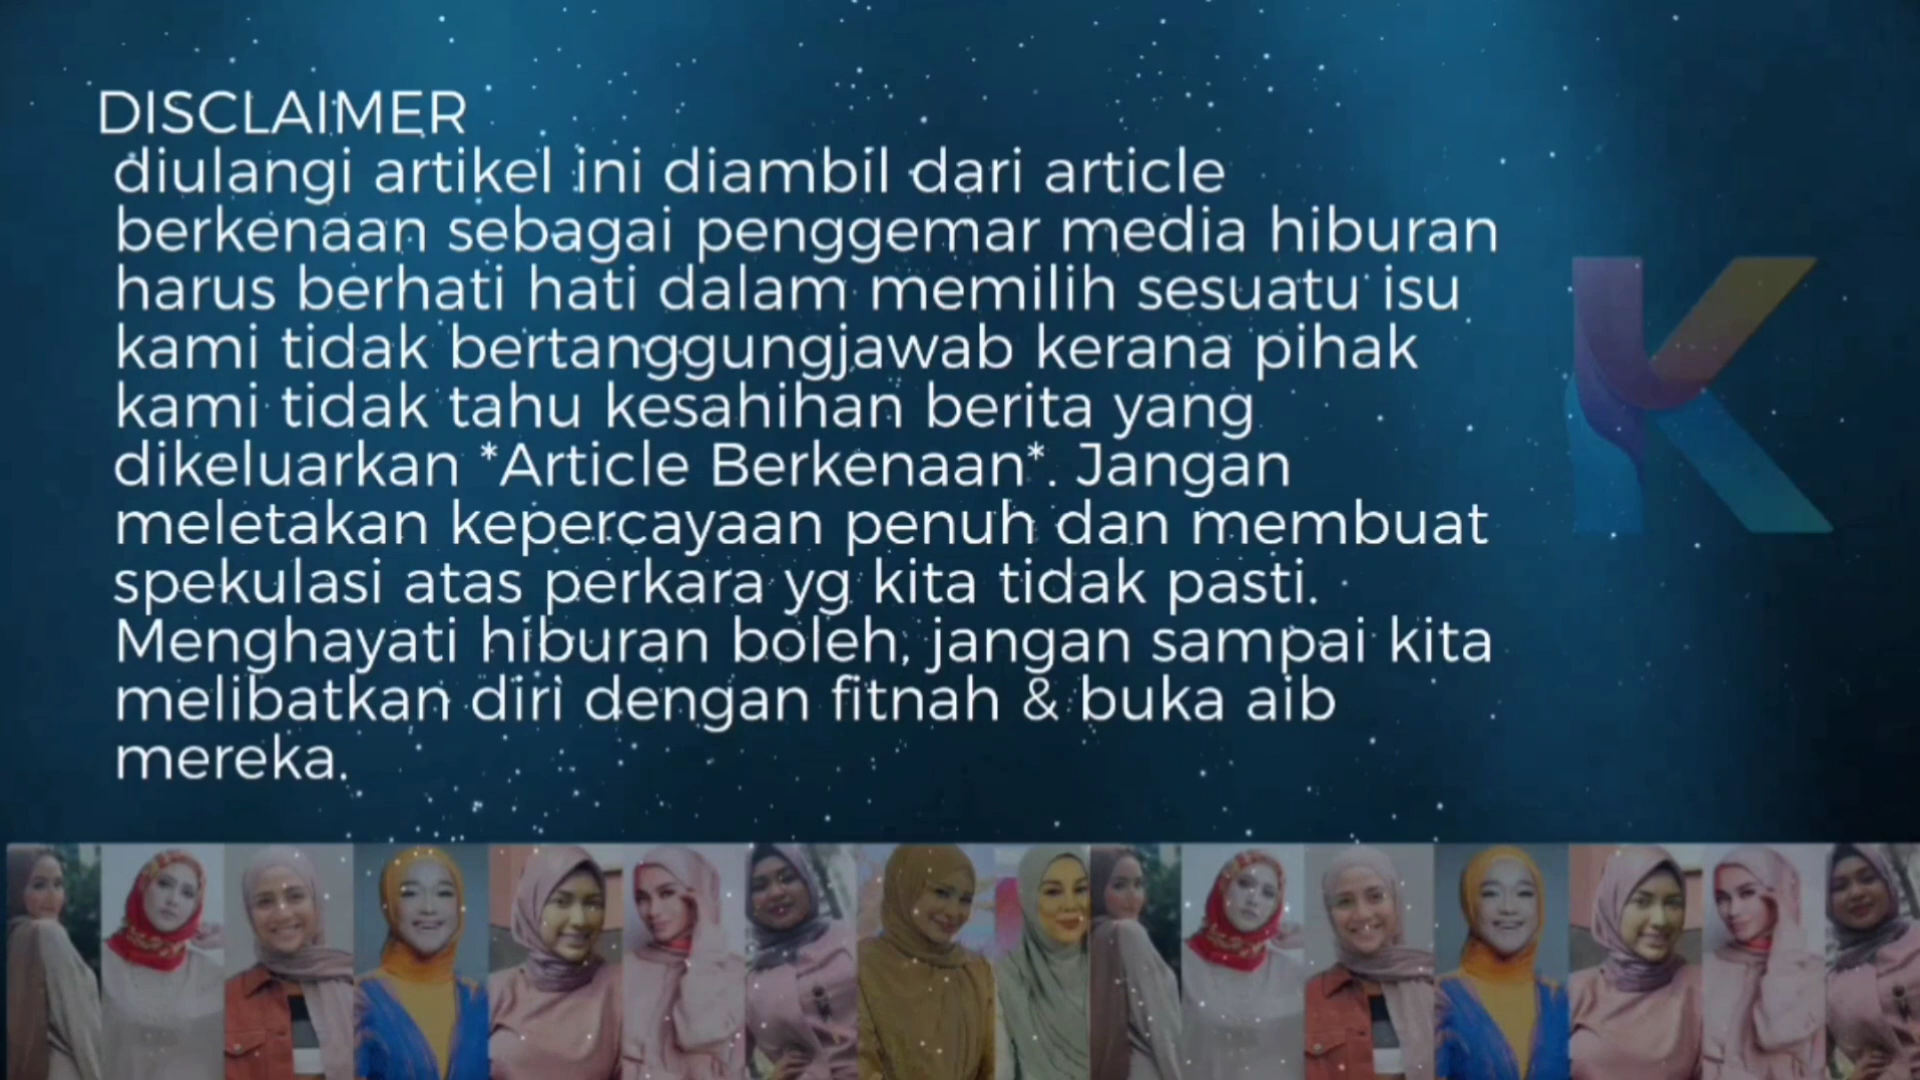 DISCLAIMER
diulangi artikel ini diambil dari article
berkenaan sebagai penggemar media hiburan
harus berhati hati dalam memilih sesuatu isu
kami tidak bertanggungjawab kerana pihak
kami tidak tahu kesahihan berita yang
dikeluarkan *Article Berkenaan*. Jangan
meletakan kepercayaan penuh dan membuat
spekulasi atas perkara yg kita tidak pasti.
Menghayati hiburan boleh, jangan sampai kita
melibatkan diri dengan fitnah & buka aib
mereka.
K